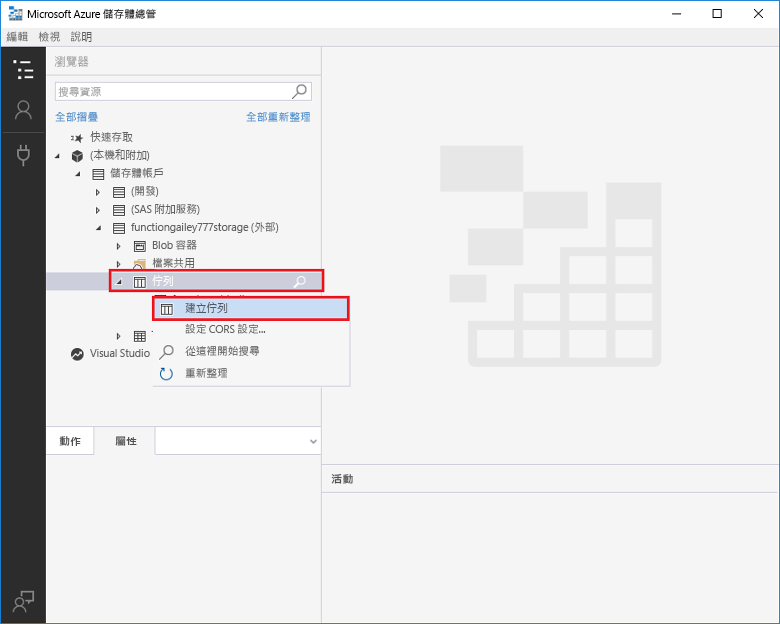 Microsoft Azure 儲存體總管
編輯 檢視 說明
瀏覽器
搜尋資源
全部摺疊 全部重新整理
快速存取
(本機和附加)
儲存體帳戶
(開發)
(SAS 附加服務)
functiongailey777storage (外部)
Blob 容器
檔案共用
佇列
建立佇列
設定 CORS 設定...
從這裡開始搜尋
Visual Studio
重新整理
動作 屬性
活動